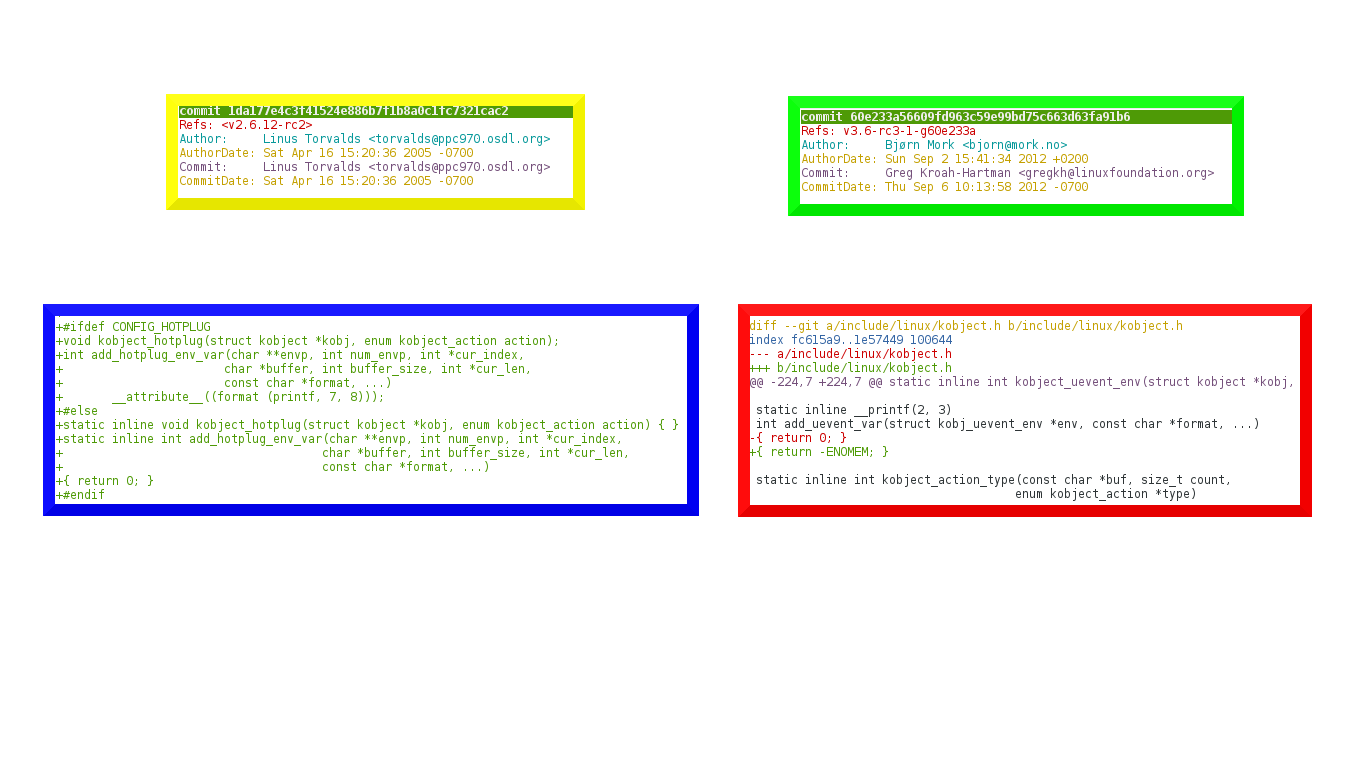 commit 1da177e4c3f41524e886b7f1b8a0c1fc7321cac2
Refs: <v2.6.12-rc2>
Author:     Linus Torvalds <torvalds@ppc970.osdl.org>
AuthorDate: Sat Apr 16 15:20:36 2005 -0700
Commit:     Linus Torvalds <torvalds@ppc970.osdl.org>
CommitDate: Sat Apr 16 15:20:36 2005 -0700
commit 60e233a56609fd963c59e99bd75c663d63fa91b6
Refs: v3.6-rc3-1-g60e233a
Author:     Bjørn Mork <bjorn@mork.no>
AuthorDate: Sun Sep 2 15:41:34 2012 +0200
Commit:     Greg Kroah-Hartman <gregkh@linuxfoundation.org>
CommitDate: Thu Sep 6 10:13:58 2012 -0700
+#ifdef CONFIG_HOTPLUG
+void kobject_hotplug(struct kobject *kobj, enum kobject_action action);
+int add_hotplug_env_var(char **envp, int num_envp, int *cur_index,
+                       char *buffer, int buffer_size, int *cur_len,
+                       const char *format, ...)
+       __attribute__((format (printf, 7, 8)));
+#else
+static inline void kobject_hotplug(struct kobject *kobj, enum kobject_action action) { }
+static inline int add_hotplug_env_var(char **envp, int num_envp, int *cur_index,
+                                     char *buffer, int buffer_size, int *cur_len,
+                                     const char *format, ...)
+{ return 0; }
+#endif
diff --git a/include/linux/kobject.h b/include/linux/kobject.h
index fc615a9..1e57449 100644
--- a/include/linux/kobject.h
+++ b/include/linux/kobject.h
@@ -224,7 +224,7 @@ static inline int kobject_uevent_env(struct kobject *kobj,
 static inline __printf(2, 3)
 int add_uevent_var(struct kobj_uevent_env *env, const char *format, ...)
-{ return 0; }
+{ return -ENOMEM; }
 static inline int kobject_action_type(const char *buf, size_t count,
                                      enum kobject_action *type)